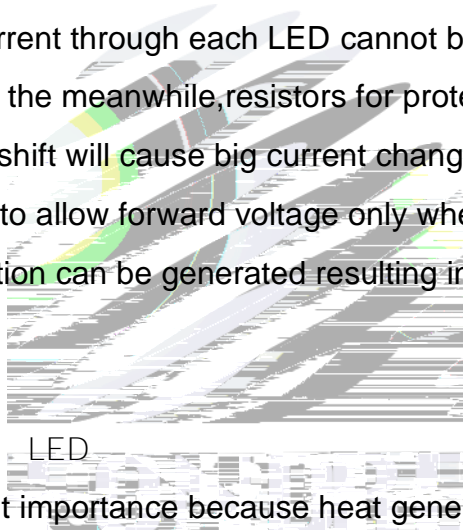 rrent through each LED cannot b
the meanwhile,resistors for prote
shift will cause big current chang
to allow forward voltage only whe
tion can be generated resulting in
LED
t importance because heat gene